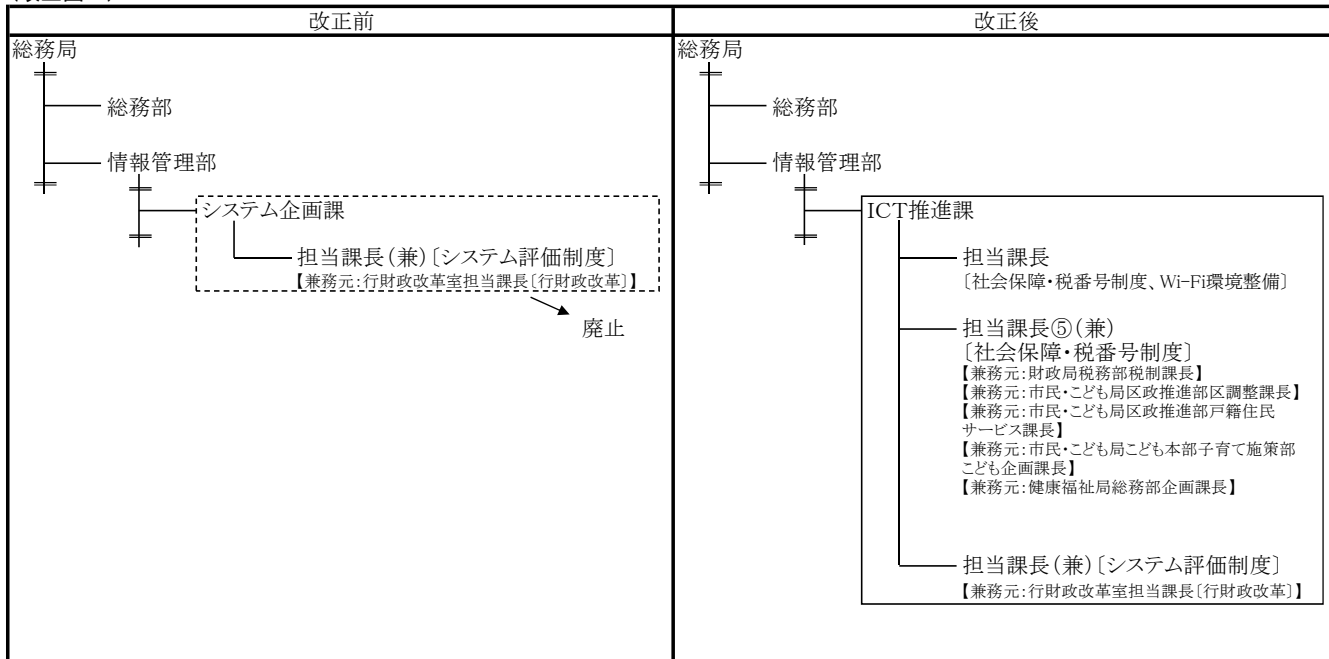 改正前
総務局
総務部
情報管理部
システム企画課
担当課長(兼)〔システム評価制度〕
【兼務元:行財政改革室担当課長〔行財政改革〕】
廃止
改正後
総務局
総務部
情報管理部
ICT推進課
担当課長
〔社会保障・税番号制度、Wi-Fi環境整備〕
担当課長⑤(兼)
〔社会保障・税番号制度〕
【兼務元:財政局税務部税制課長】
【兼務元:市民・こども局区政推進部区調整課長】
【兼務元:市民・こども局区政推進部戸籍住民
サービス課長】
【兼務元:市民・こども局こども本部子育て施策部
こども企画課長】
【兼務元:健康福祉局総務部企画課長】
担当課長(兼)〔システム評価制度〕
【兼務元:行財政改革室担当課長〔行財政改革〕】